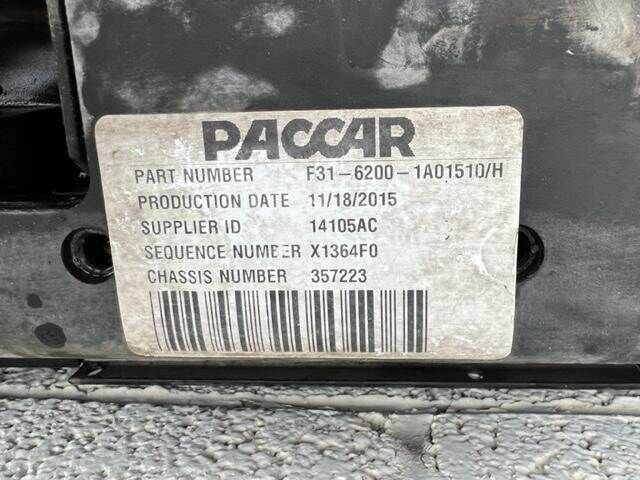 PACCAR
PART NUMBER F31-6200-1A01510/H
PRODUCTION DATE 11/18/2015
SUPPLIER ID 14105AC
SEQUENCE NUMBER X1364F0
CHASSIS NUMBER 357223